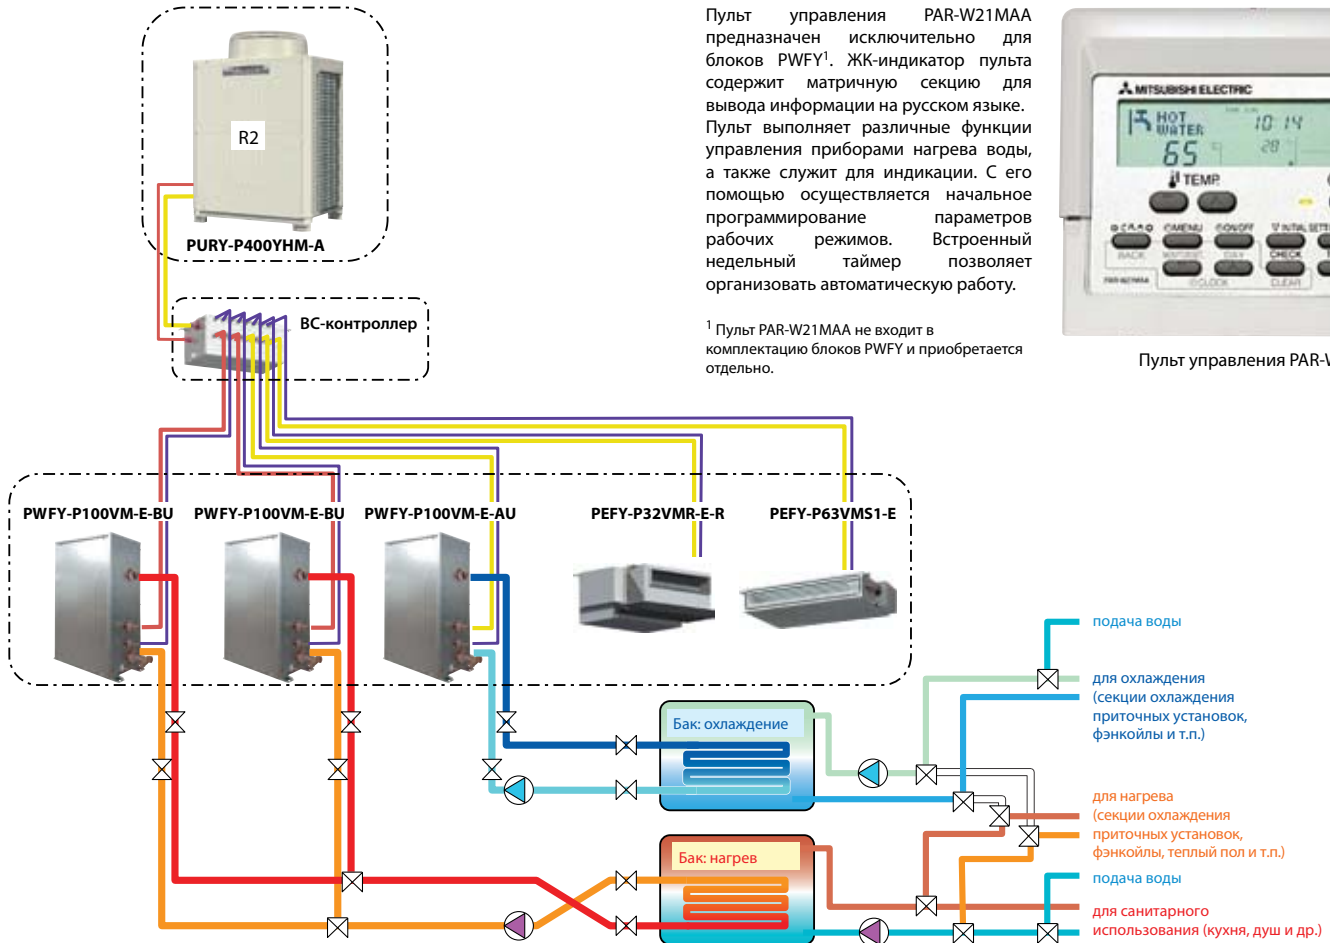 Пульт управления PAR-W21MAA
предназначен исключительно для
блоков PWFY1. ЖК-индикатор пульта
содержит матричную секцию для
вывода информации на русском языке.
Пульт выполняет различные функции
управления приборами нагрева воды,
а также служит для индикации. С его
помощью осуществляется начальное
программирование параметров
рабочих режимов. Встроенный
недельный таймер позволяет
организовать автоматическую работу.
1 Пульт PAR-W21MAA не входит в
комплектацию блоков PWFY и приобретается
отдельно.
MITSUBISHI ELECTRIC
HOT
WATER
10:14
65
28
TEMP.
MENU
ON/OFF
INITIAL SETT
BACK
DAY
CHECK
CLOCK
CLEAR
Пульт управления PAR-W
R2
PURY-P400YHM-A
ВС-контроллер
PWFY-P100VM-E-BU
PWFY-P100VM-E-BU
PWFY-P100VM-E-AU
PEFY-P32VMR-E-R
PEFY-P63VMS1-E
подача воды
для охлаждения
(секции охлаждения
приточных установок,
фэнкойлы и т.п.)
Бак: охлаждение
для нагрева
(секции охлаждения
приточных установок,
фэнкойлы, теплый пол и т.п.)
Бак: нагрев
подача воды
для санитарного
использования (кухня, душ и др.)